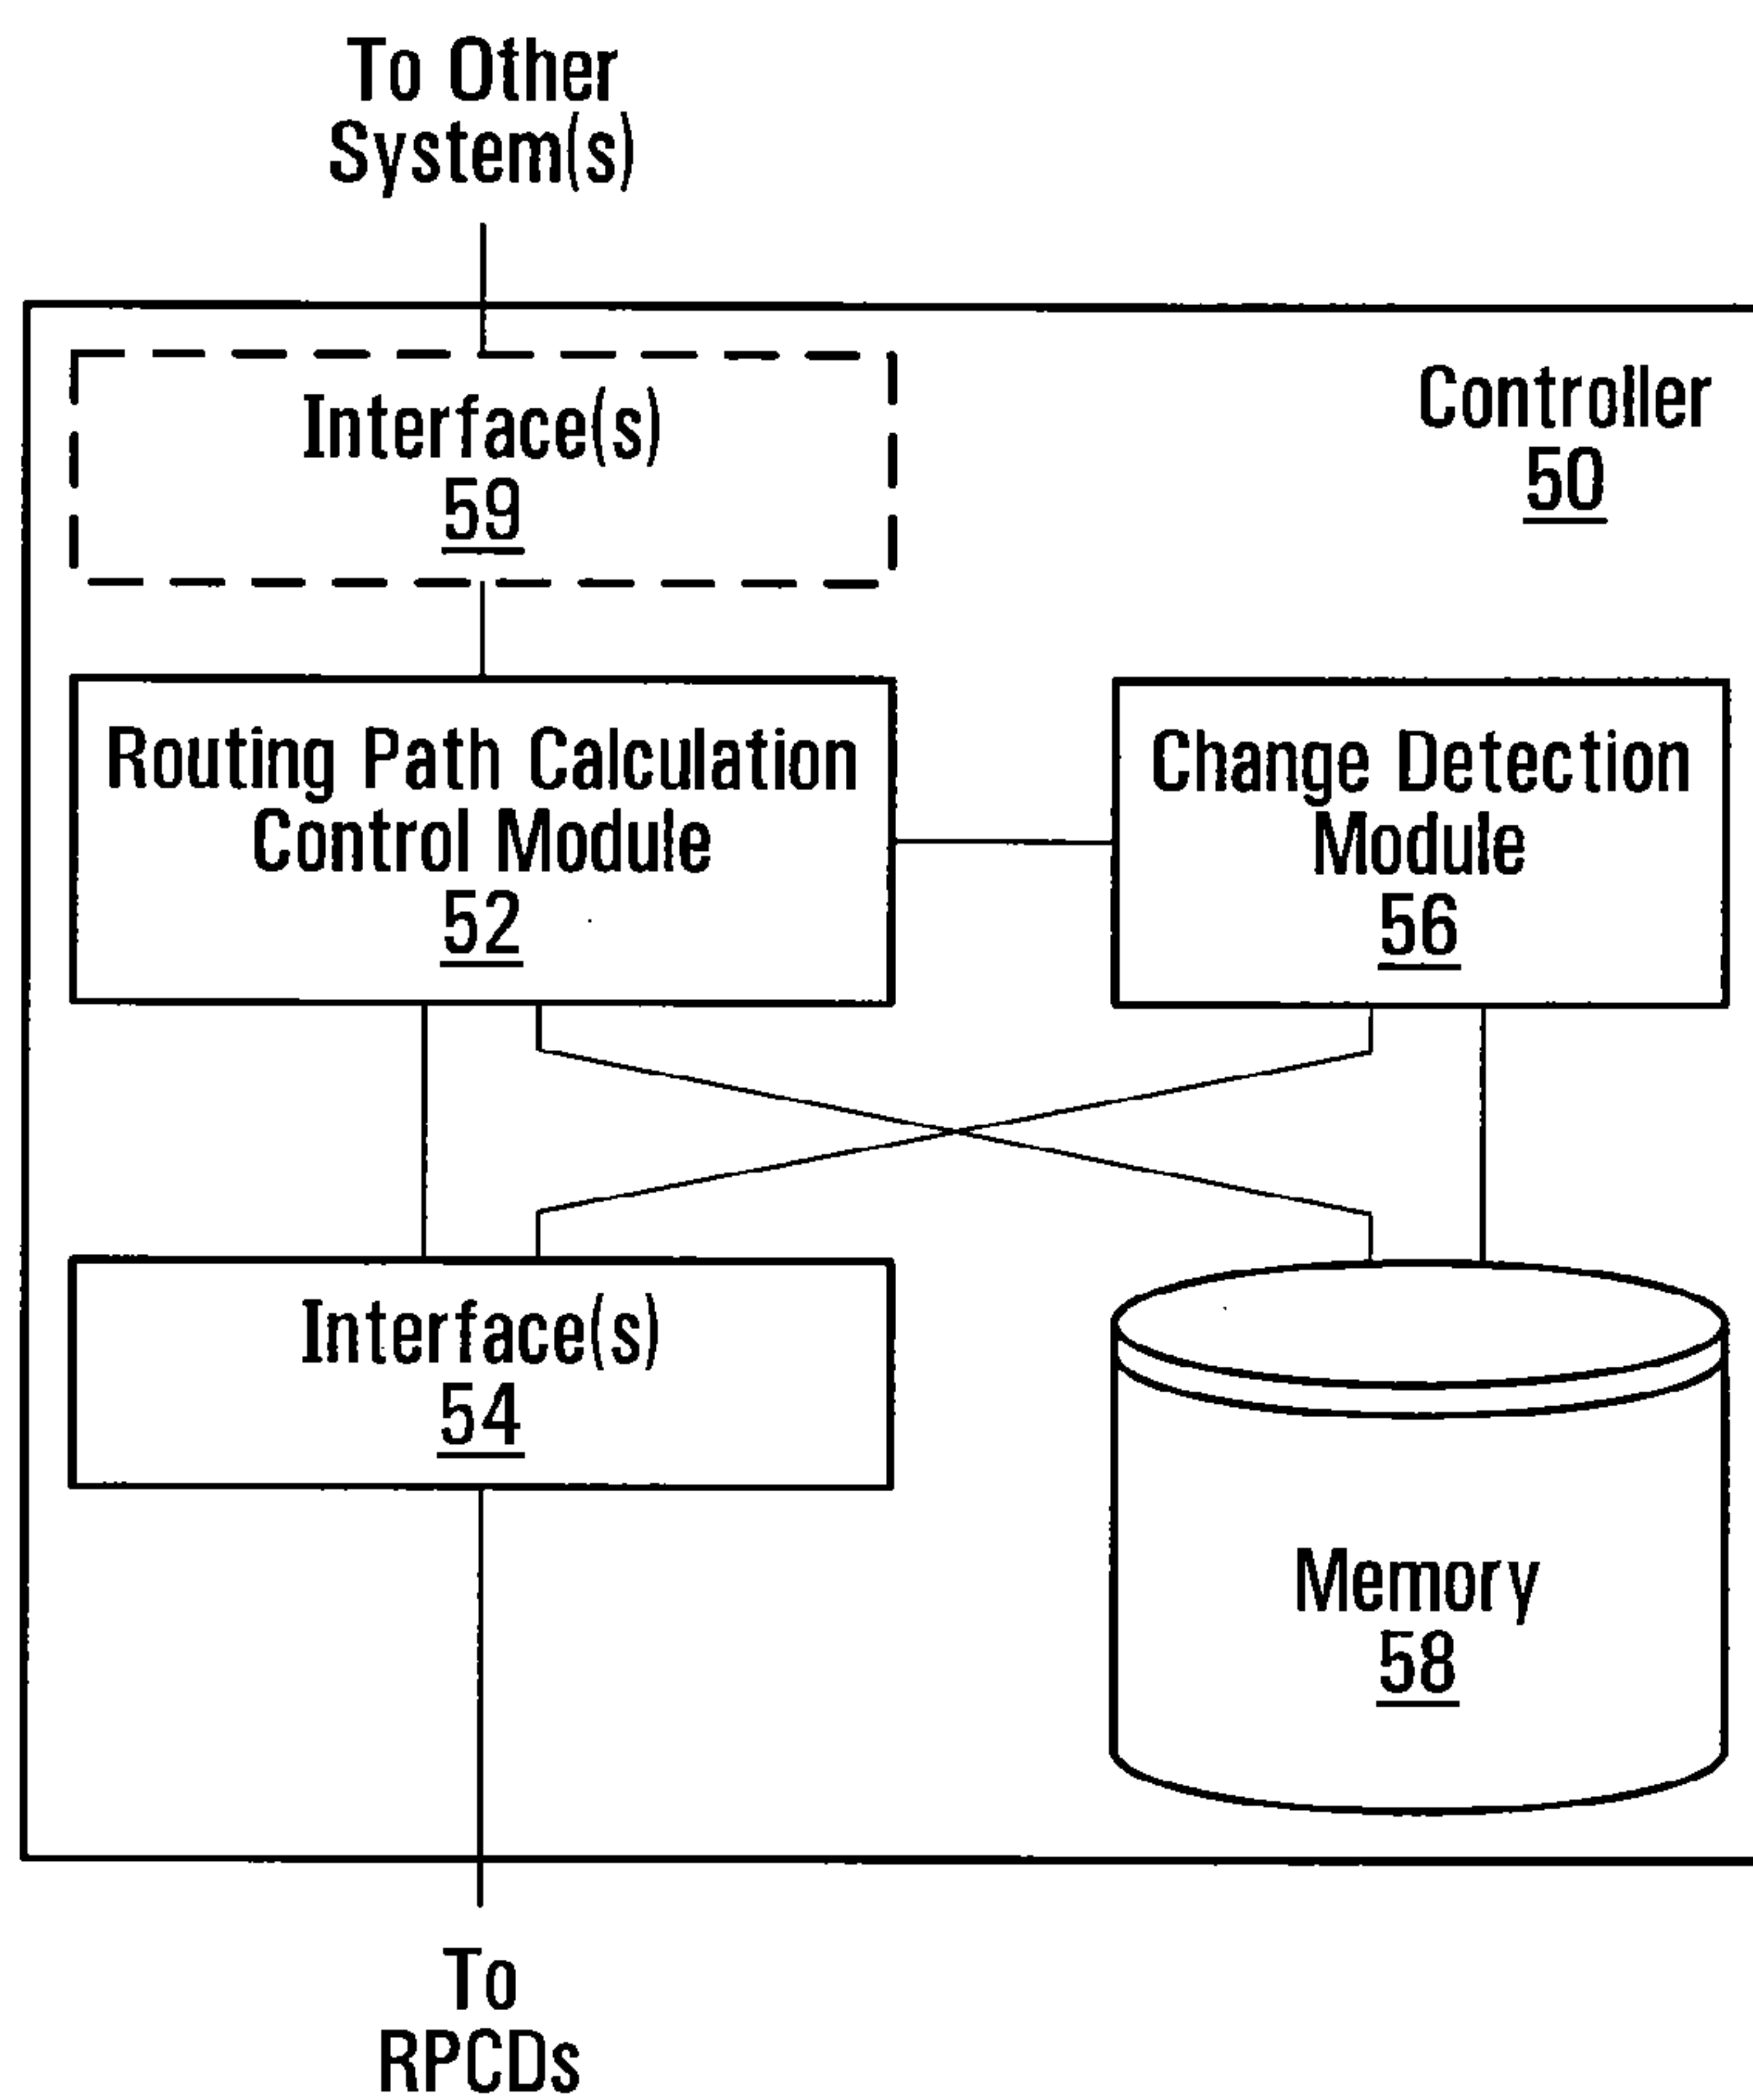 To Other
System(s)
Interface(s)
59
Controller
50
Routing Path Calculation
Control Module
52
Change Detection
Module
56
Interface(s)
54
Memory
58
To
RPCDs